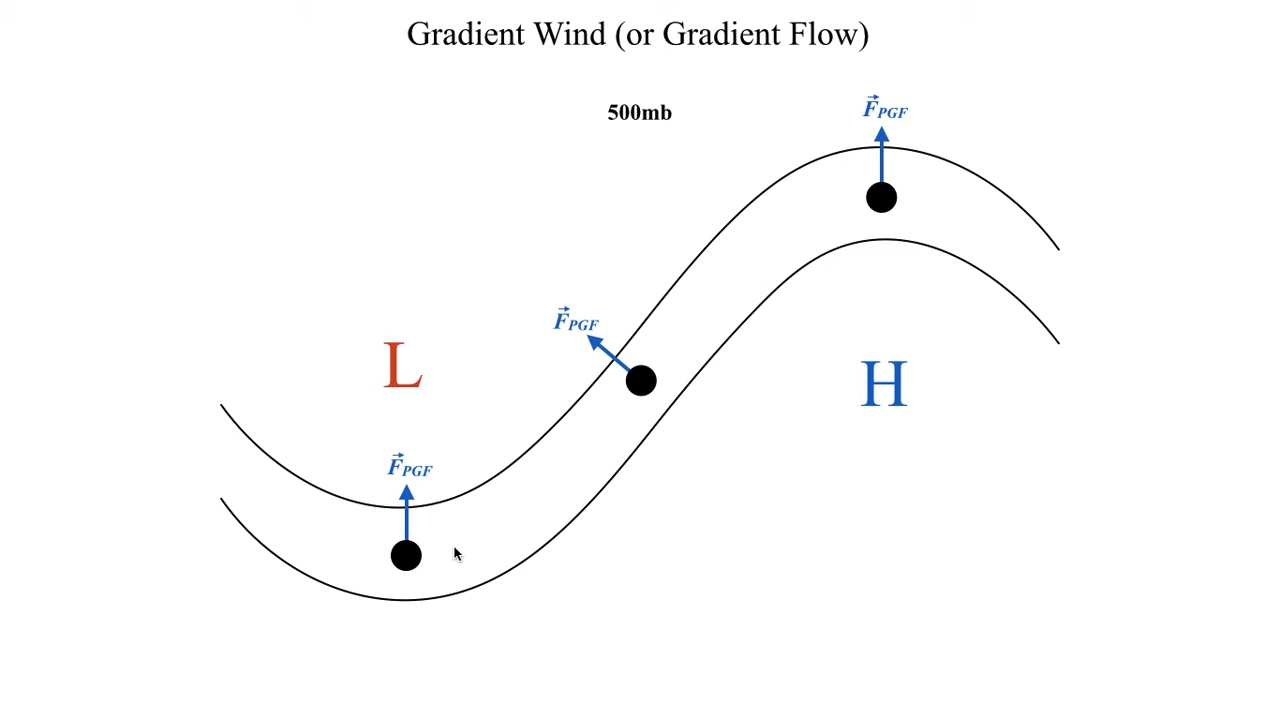 Gradient Wind (or Gradient Flow)
500mb
F⃗PGF
F⃗PGF
L
H
F⃗PGF